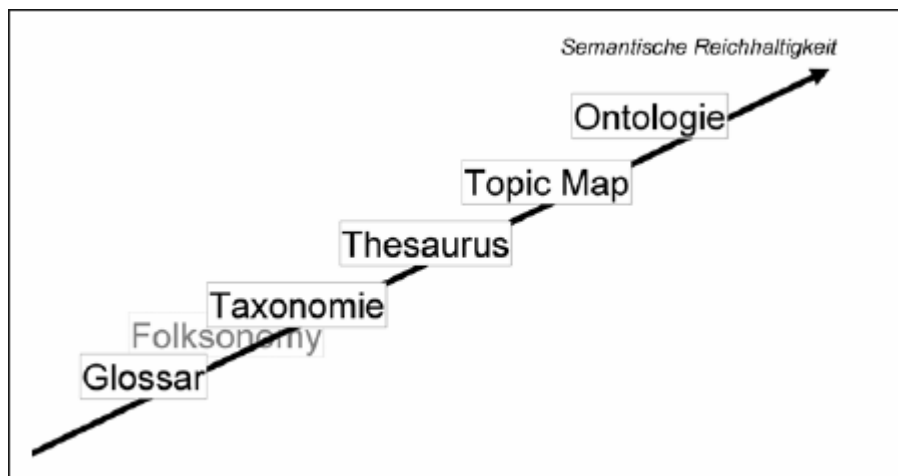 Semantische Reichhaltigkeit
Ontologie
Topic Map
Thesaurus
Taxonomie
Folksonomy
Glossar